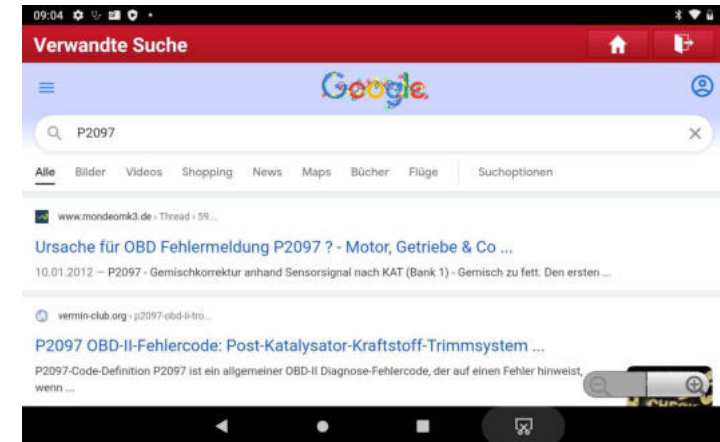 09:04
Verwandte Suche
Google
P2097
Alle Bilder Videos Shopping News Maps Bücher Flüge Suchoptionen
www.mondeomk3.de › Thread › 59...
Ursache für OBD Fehlermeldung P2097 ? - Motor, Getriebe & Co ...
10.01.2012 — P2097 - Gemischkorrektur anhand Sensorsignal nach KAT (Bank 1) - Gemisch zu fett. Den ersten ...
vermin-club.org › p2097-obd-ii-tro...
P2097 OBD-II-Fehlercode: Post-Katalysator-Kraftstoff-Trimmsystem ...
P2097-Code-Definition P2097 ist ein allgemeiner OBD-II Diagnose-Fehlercode, der auf einen Fehler hinweist,
wenn ...